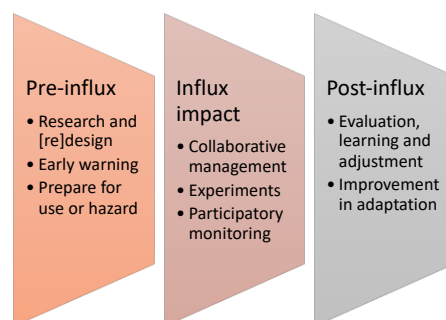 Pre-influx
• Research and
[re]design
• Early warning
• Prepare for
use or hazard
Influx
impact
• Collaborative
management
• Experiments
• Participatory
monitoring
Post-influx
• Evaluation,
learning and
adjustment
• Improvement
in adaptation